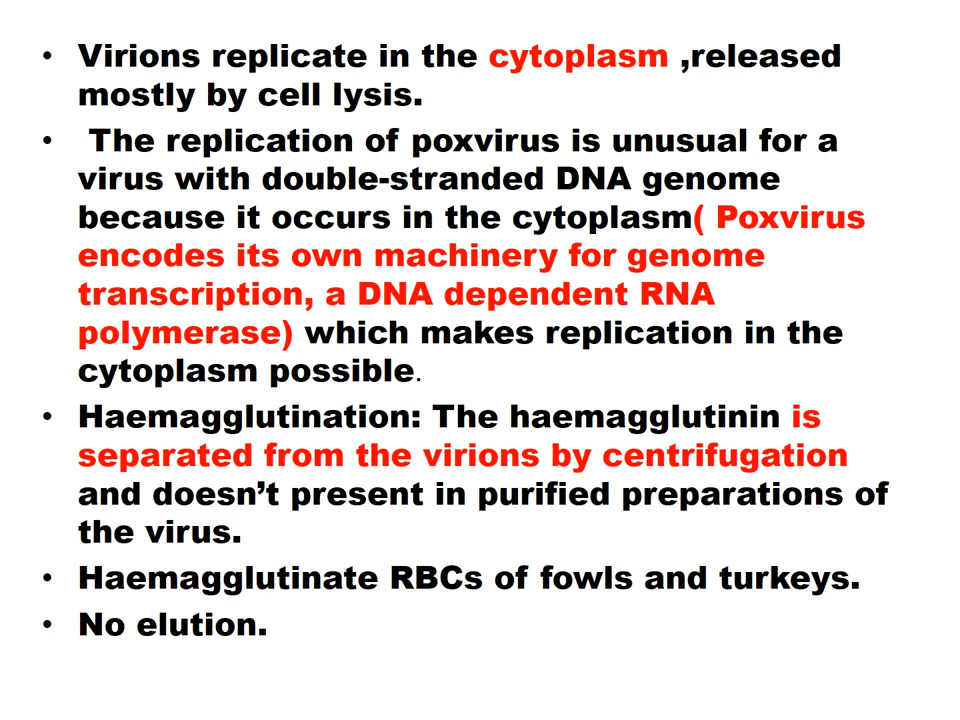 • Virions replicate in the cytoplasm ,released
mostly by cell lysis.
• The replication of poxvirus is unusual for a
virus with double-stranded DNA genome
because it occurs in the cytoplasm( Poxvirus
encodes its own machinery for genome
transcription, a DNA dependent RNA
polymerase) which makes replication in the
cytoplasm possible.
• Haemagglutination: The haemagglutinin is
separated from the virions by centrifugation
and doesn’t present in purified preparations of
the virus.
• Haemagglutinate RBCs of fowls and turkeys.
• No elution.